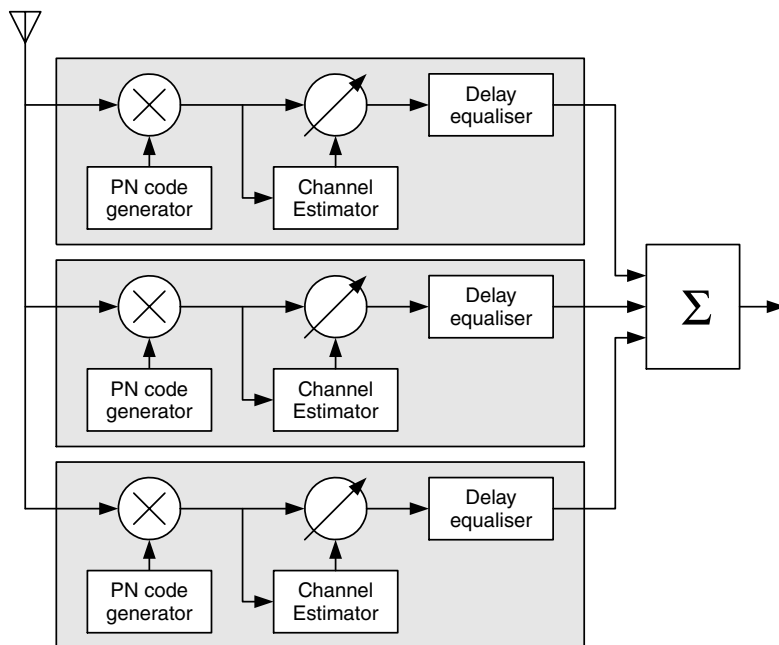 Delay
equaliser
PN code
generator
Channel
Estimator
Delay
equaliser
Σ
PN code
generator
Channel
Estimator
Delay
equaliser
PN code
generator
Channel
Estimator